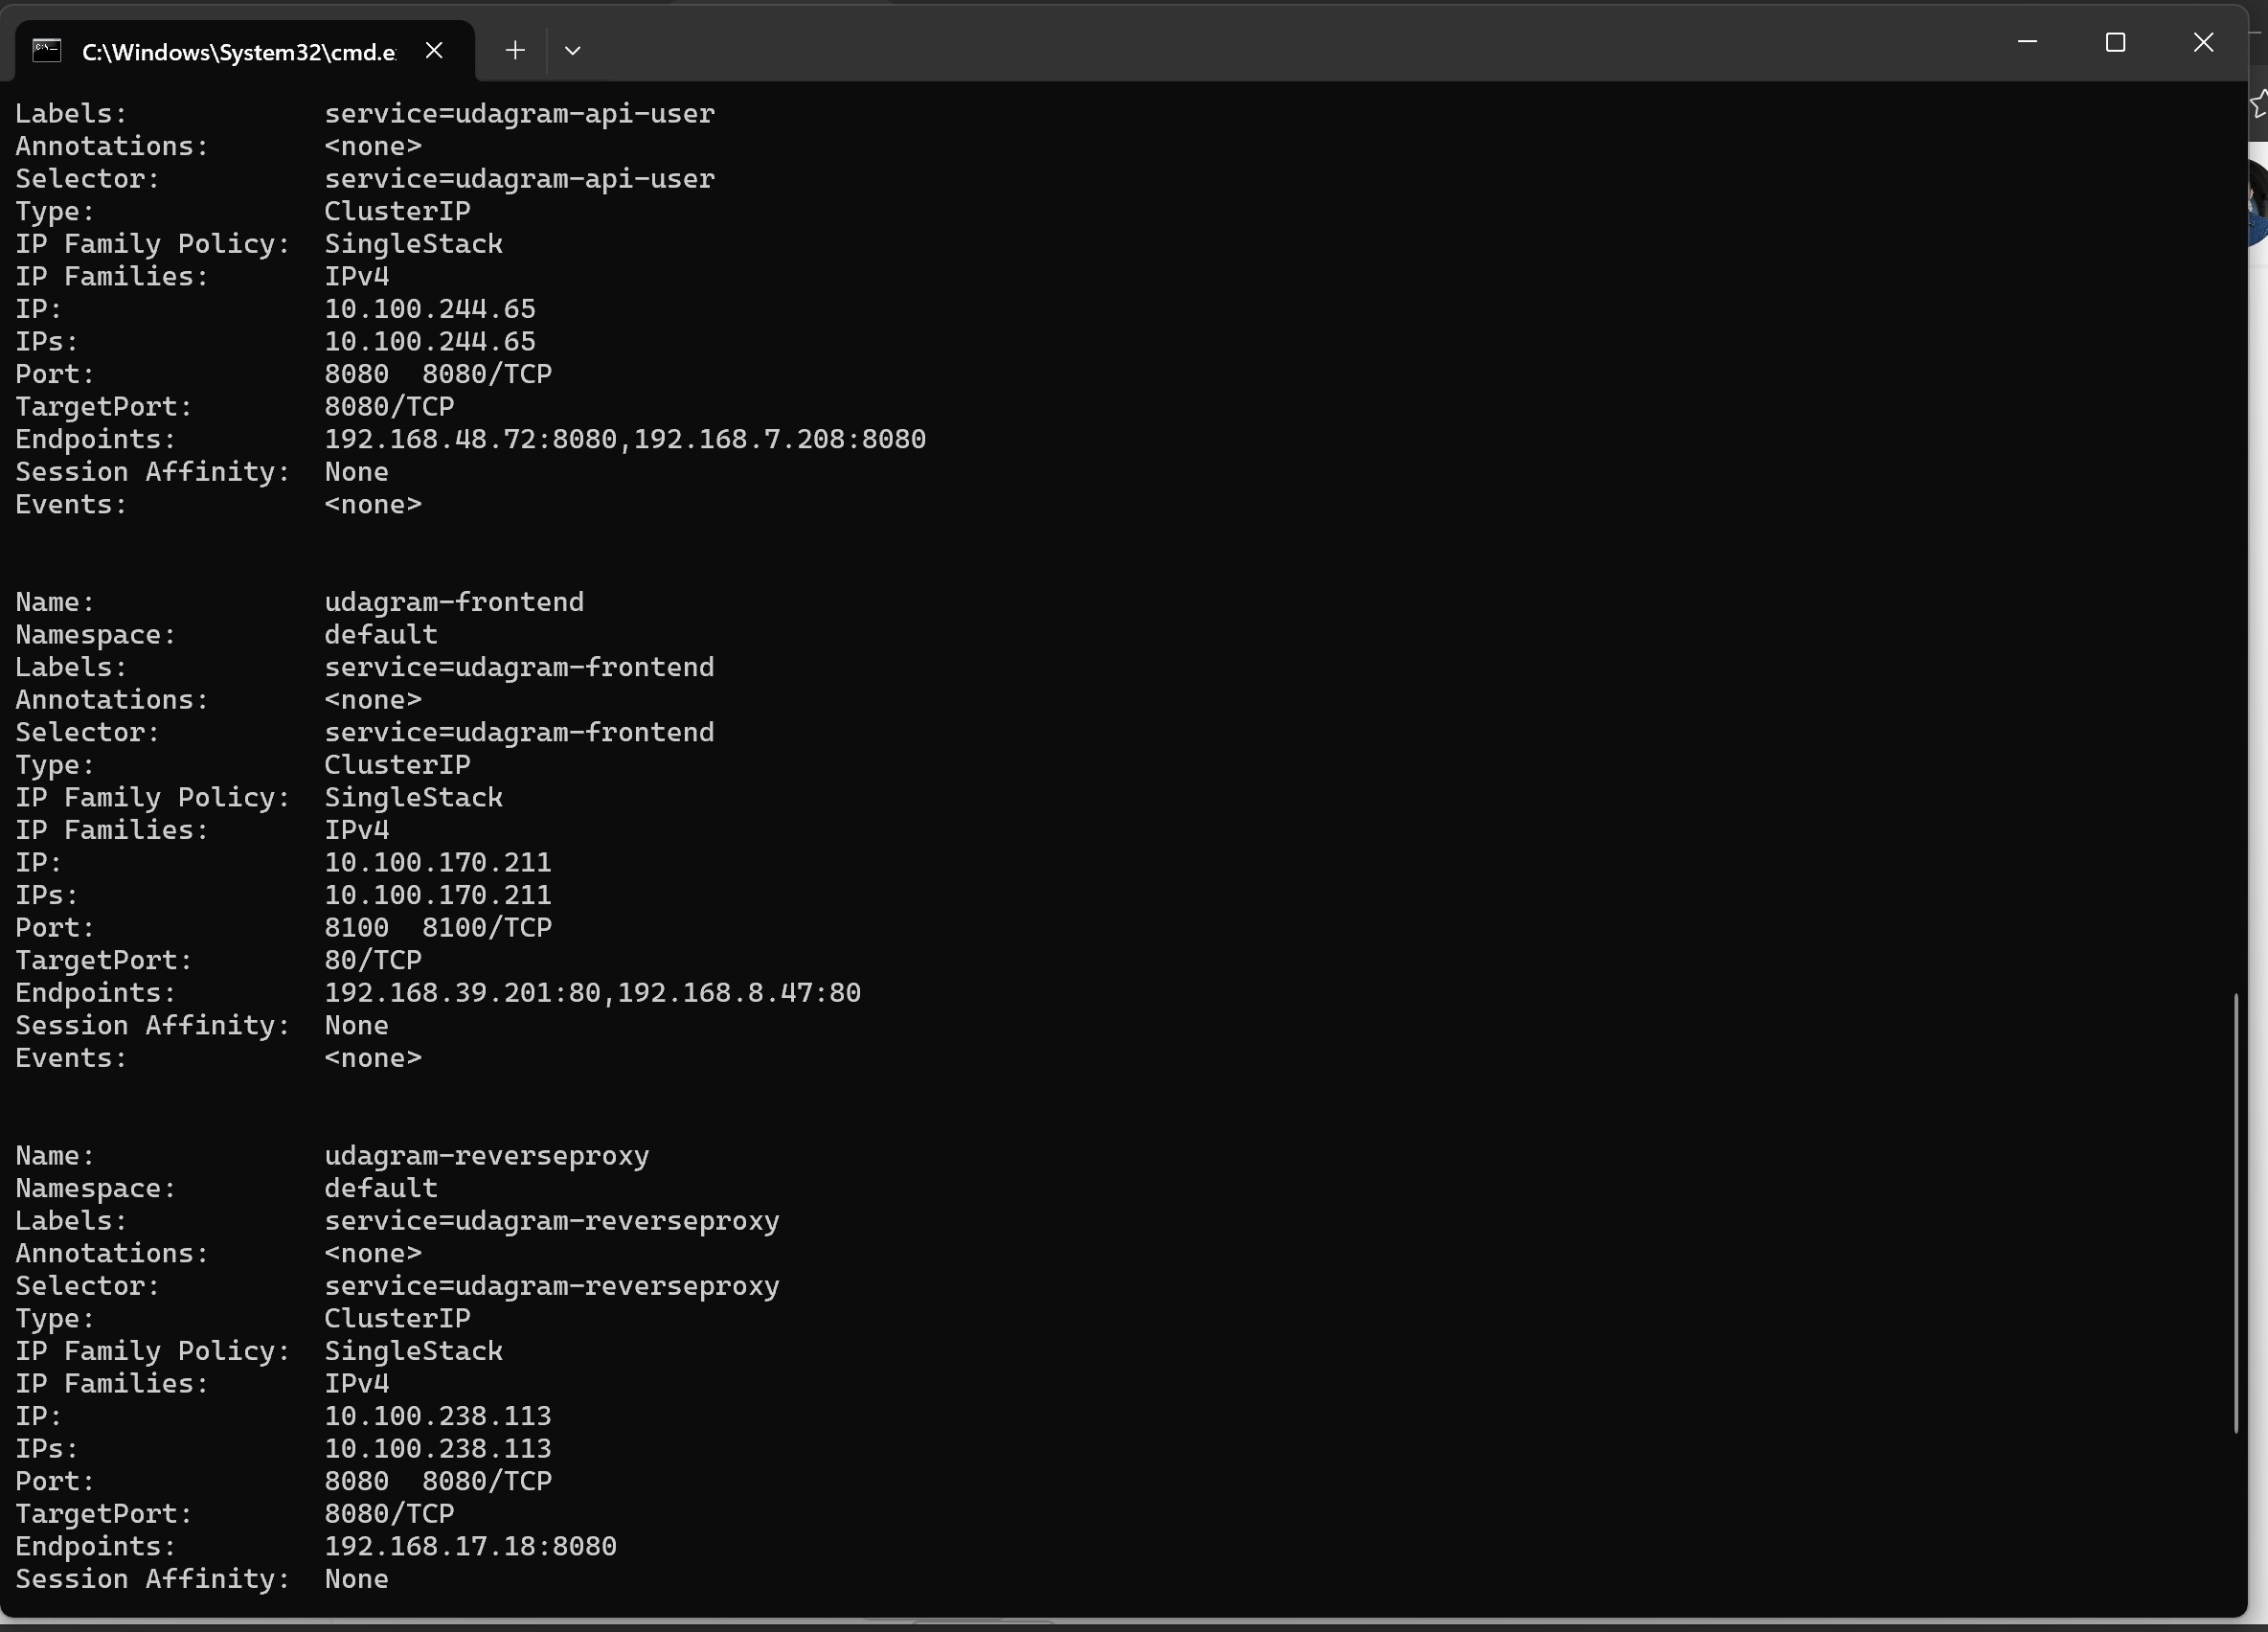 C:\Windows\System32\cmd.e
Labels: service=udagram-api-user
Annotations: <none>
Selector: service=udagram-api-user
Type: ClusterIP
IP Family Policy: SingleStack
IP Families: IPv4
IP: 10.100.244.65
IPs: 10.100.244.65
Port: 8080 8080/TCP
TargetPort: 8080/TCP
Endpoints: 192.168.48.72:8080,192.168.7.208:8080
Session Affinity: None
Events: <none>
Name: udagram-frontend
Namespace: default
Labels: service=udagram-frontend
Annotations: <none>
Selector: service=udagram-frontend
Type: ClusterIP
IP Family Policy: SingleStack
IP Families: IPv4
IP: 10.100.170.211
IPs: 10.100.170.211
Port: 8100 8100/TCP
TargetPort: 80/TCP
Endpoints: 192.168.39.201:80,192.168.8.47:80
Session Affinity: None
Events: <none>
Name: udagram-reverseproxy
Namespace: default
Labels: service=udagram-reverseproxy
Annotations: <none>
Selector: service=udagram-reverseproxy
Type: ClusterIP
IP Family Policy: SingleStack
IP Families: IPv4
IP: 10.100.238.113
IPs: 10.100.238.113
Port: 8080 8080/TCP
TargetPort: 8080/TCP
Endpoints: 192.168.17.18:8080
Session Affinity: None